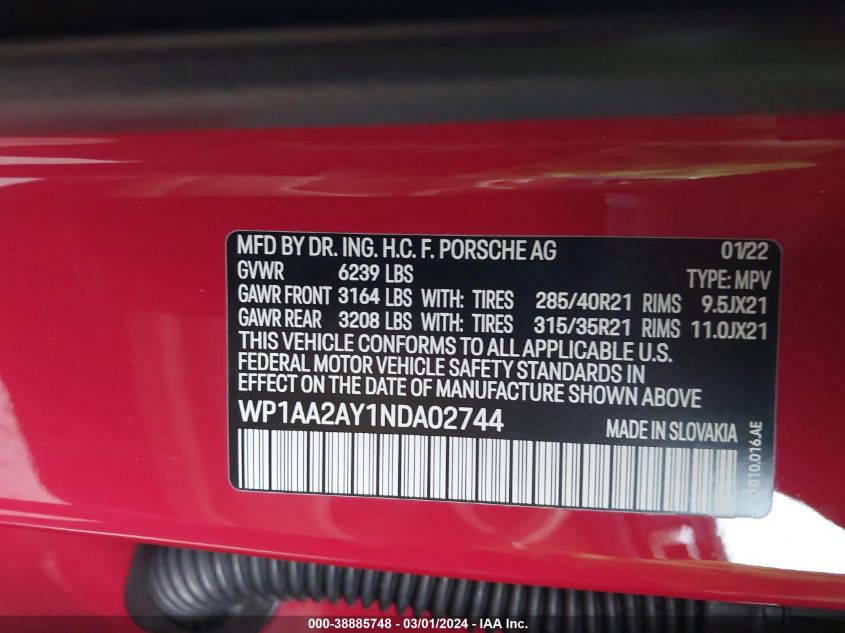 MFD BY DR. ING. H.C. F. PORSCHE AG 01/22
GVWR 6239 LBS TYPE: MPV
GAWR FRONT 3164 LBS WITH: TIRES 285/40R21 RIMS 9.5JX21
GAWR REAR 3208 LBS WITH: TIRES 315/35R21 RIMS 11.0JX21
THIS VEHICLE CONFORMS TO ALL APPLICABLE U.S.
FEDERAL MOTOR VEHICLE SAFETY STANDARDS IN
EFFECT ON THE DATE OF MANUFACTURE SHOWN ABOVE
WP1AA2AY1NDA02744 MADE IN SLOVAKIA
000-38885748 - 03/01/2024 - IAA Inc.